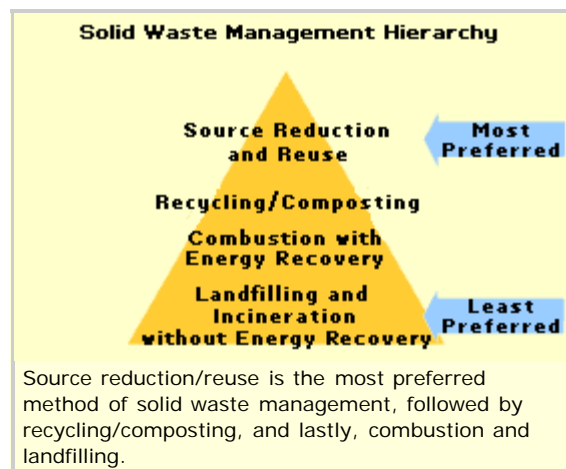 Solid Waste Management Hierarchy
Source Reduction
and Reuse
Most
Preferred
Recycling/Composting
Combustion with
Energy Recovery
Landfilling and
Incineration
without Energy Recovery
Least
Preferred
Source reduction/reuse is the most preferred
method of solid waste management, followed by
recycling/composting, and lastly, combustion and
landfilling.